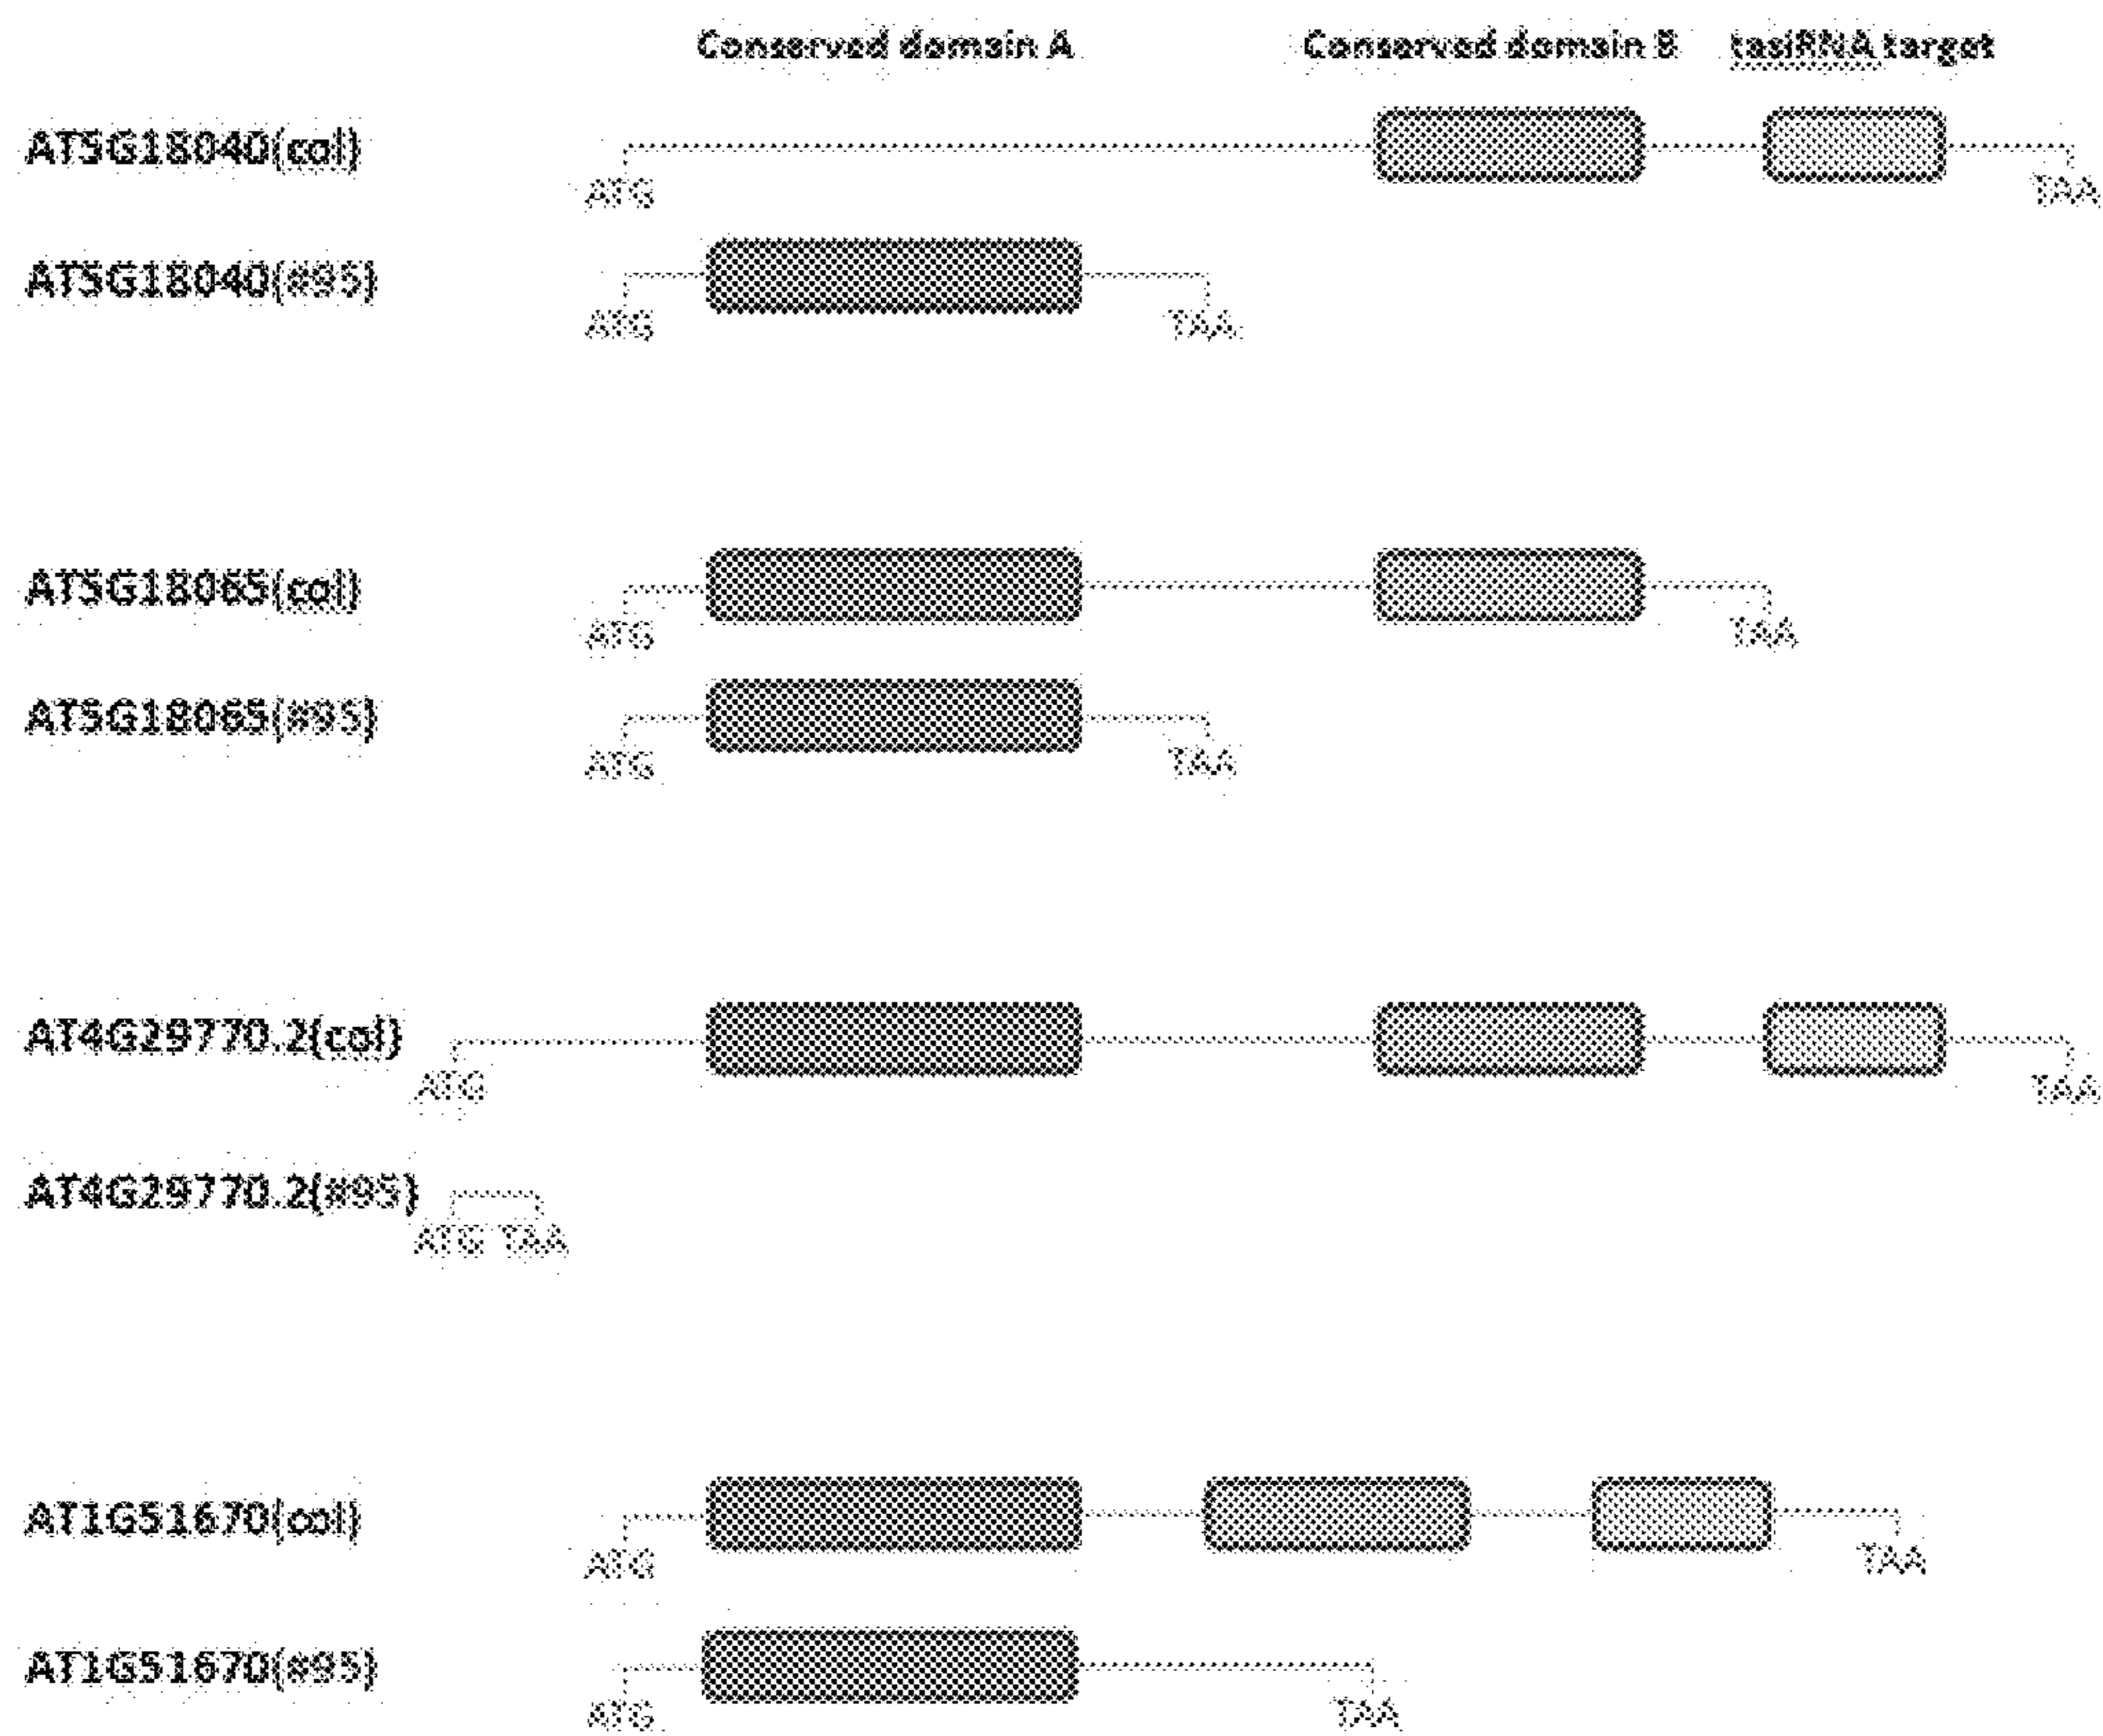 Conserved domain A Conserved domain B tasiRNA target
AT5G18040(col)
ATG TAA
AT5G18040(#95)
ATG TAA
AT5G18065(col)
ATG TAA
AT5G18065(#95)
ATG TAA
AT4G29770.2(col)
ATG TAA
AT4G29770.2(#95)
ATG TAA
AT1G51670(col)
ATG TAA
AT1G51670(#95)
ATG TAA